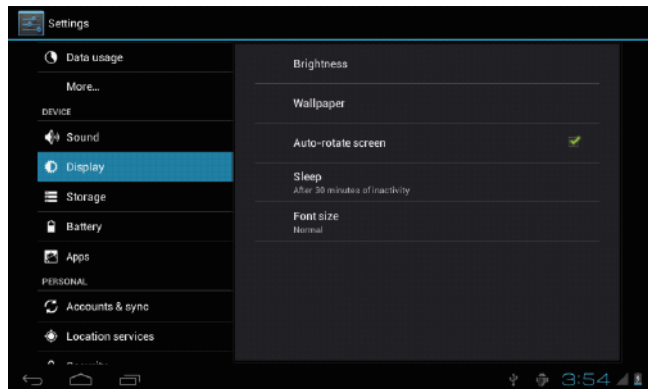 Settings
Data usage
More...
DEVICE
Sound
Display
Storage
Battery
Apps
PERSONAL
Accounts & sync
Location services
Brightness
Wallpaper
Auto-rotate screen
Sleep
After 30 minutes of inactivity
Font size
Normal
3:54